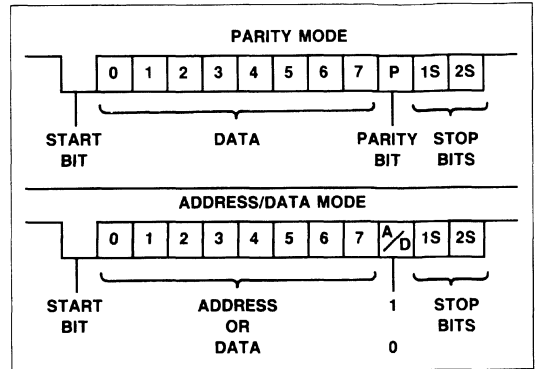 PARITY MODE
0 1 2 3 4 5 6 7 P 1S 2S
START BIT
DATA
PARITY BIT
STOP BITS
ADDRESS/DATA MODE
0 1 2 3 4 5 6 7 A/D 1S 2S
START BIT
ADDRESS OR DATA
1
0
STOP BITS